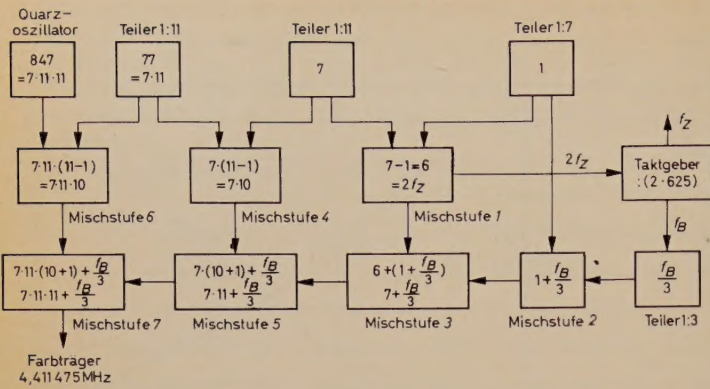 Quarz-
oszillator
Teiler 1:11
Teiler 1:11
Teiler 1:7
847
=7·11·11
77
=7·11
7
1
f_Z
7·11·(11-1)
=7·11·10
7·(11-1)
=7·10
7-1=6
=2f_Z
2f_Z
Taktgeber
:(2·625)
Mischstufe 6
Mischstufe 4
Mischstufe 1
f_B
7·11·(10+1) + f_B/3
7·11·11 + f_B/3
7·(10+1) + f_B/3
7·11 + f_B/3
6+(1+ f_B/3)
7+ f_B/3
1+ f_B/3
f_B/3
Mischstufe 7
Mischstufe 5
Mischstufe 3
Mischstufe 2
Teiler 1:3
Farbträger
4,411 475 MHz